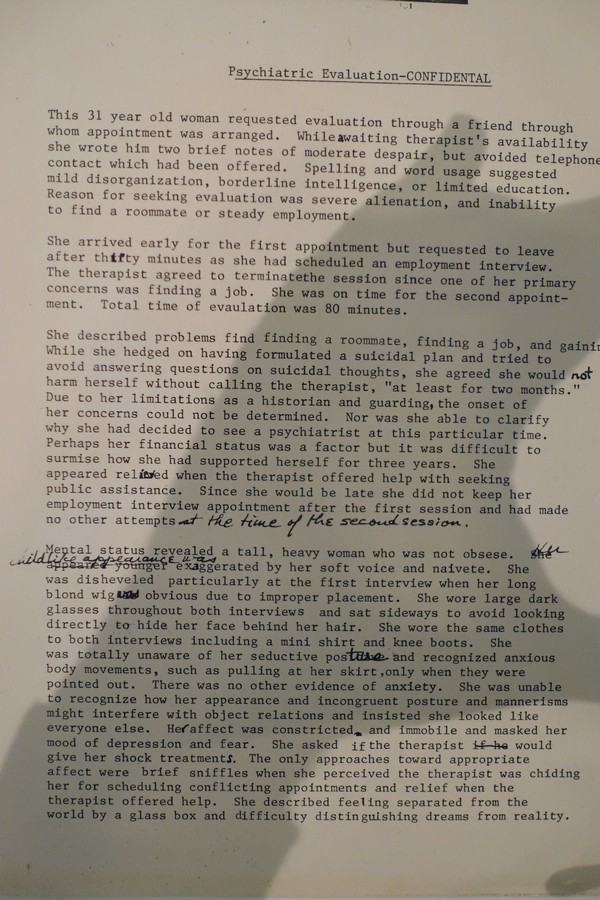 Psychiatric Evaluation-CONFIDENTAL
This 31 year old woman requested evaluation through a friend through
whom appointment was arranged. While awaiting therapist's availability
she wrote him two brief notes of moderate despair, but avoided telephone
contact which had been offered. Spelling and word usage suggested
mild disorganization, borderline intelligence, or limited education.
Reason for seeking evaluation was severe alienation, and inability
to find a roommate or steady employment.
She arrived early for the first appointment but requested to leave
after thifty minutes as she had scheduled an employment interview.
The therapist agreed to terminatethe session since one of her primary
concerns was finding a job. She was on time for the second appoint-
ment. Total time of evaulation was 80 minutes.
She described problems find finding a roommate, finding a job, and gainin
While she hedged on having formulated a suicidal plan and tried to
avoid answering questions on suicidal thoughts, she agreed she would not
harm herself without calling the therapist, "at least for two months."
Due to her limitations as a historian and guarding, the onset of
her concerns could not be determined. Nor was she able to clarify
why she had decided to see a psychiatrist at this particular time.
Perhaps her financial status was a factor but it was difficult to
surmise how she had supported herself for three years. She
appeared relieved when the therapist offered help with seeking
public assistance. Since she would be late she did not keep her
employment interview appointment after the first session and had made
no other attempts at the time of the second session.
Mental status revealed a tall, heavy woman who was not obsese. She Her
childlike appearance was
appeared younger exaggerated by her soft voice and naivete. She
was disheveled particularly at the first interview when her long
blond wig was obvious due to improper placement. She wore large dark
glasses throughout both interviews and sat sideways to avoid looking
directly to hide her face behind her hair. She wore the same clothes
to both interviews including a mini shirt and knee boots. She
was totally unaware of her seductive posture and recognized anxious
body movements, such as pulling at her skirt,only when they were
pointed out. There was no other evidence of anxiety. She was unable
to recognize how her appearance and incongruent posture and mannerisms
might interfere with object relations and insisted she looked like
everyone else. Her affect was constricted, and immobile and masked her
mood of depression and fear. She asked if the therapist if he would
give her shock treatments. The only approaches toward appropriate
affect were brief sniffles when she perceived the therapist was chiding
her for scheduling conflicting appointments and relief when the
therapist offered help. She described feeling separated from the
world by a glass box and difficulty distinguishing dreams from reality.